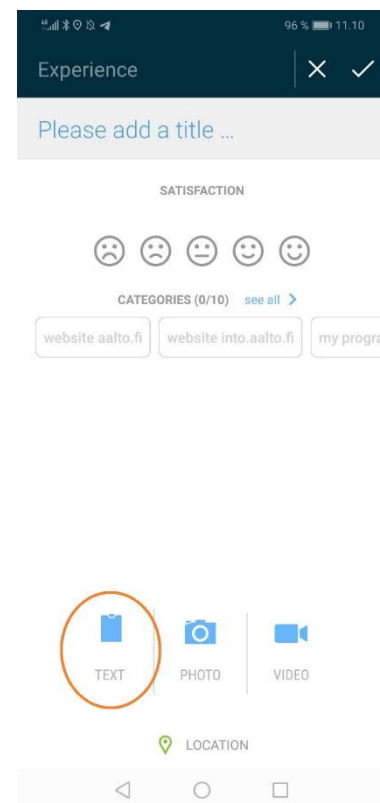 96 % 11.10
Experience
Please add a title ...
SATISFACTION
CATEGORIES (0/10) see all
website aalto.fi website into.aalto.fi my progra
TEXT PHOTO VIDEO
LOCATION